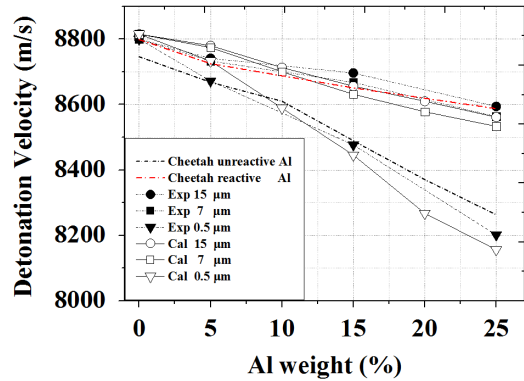 Detonation Velocity (m/s)
8800
8600
8400
8200
8000
Cheetah unreactive Al
Cheetah reactive Al
Exp 15 µm
Exp 7 µm
Exp 0.5 µm
Cal 15 µm
Cal 7 µm
Cal 0.5 µm
0 5 10 15 20 25
Al weight (%)